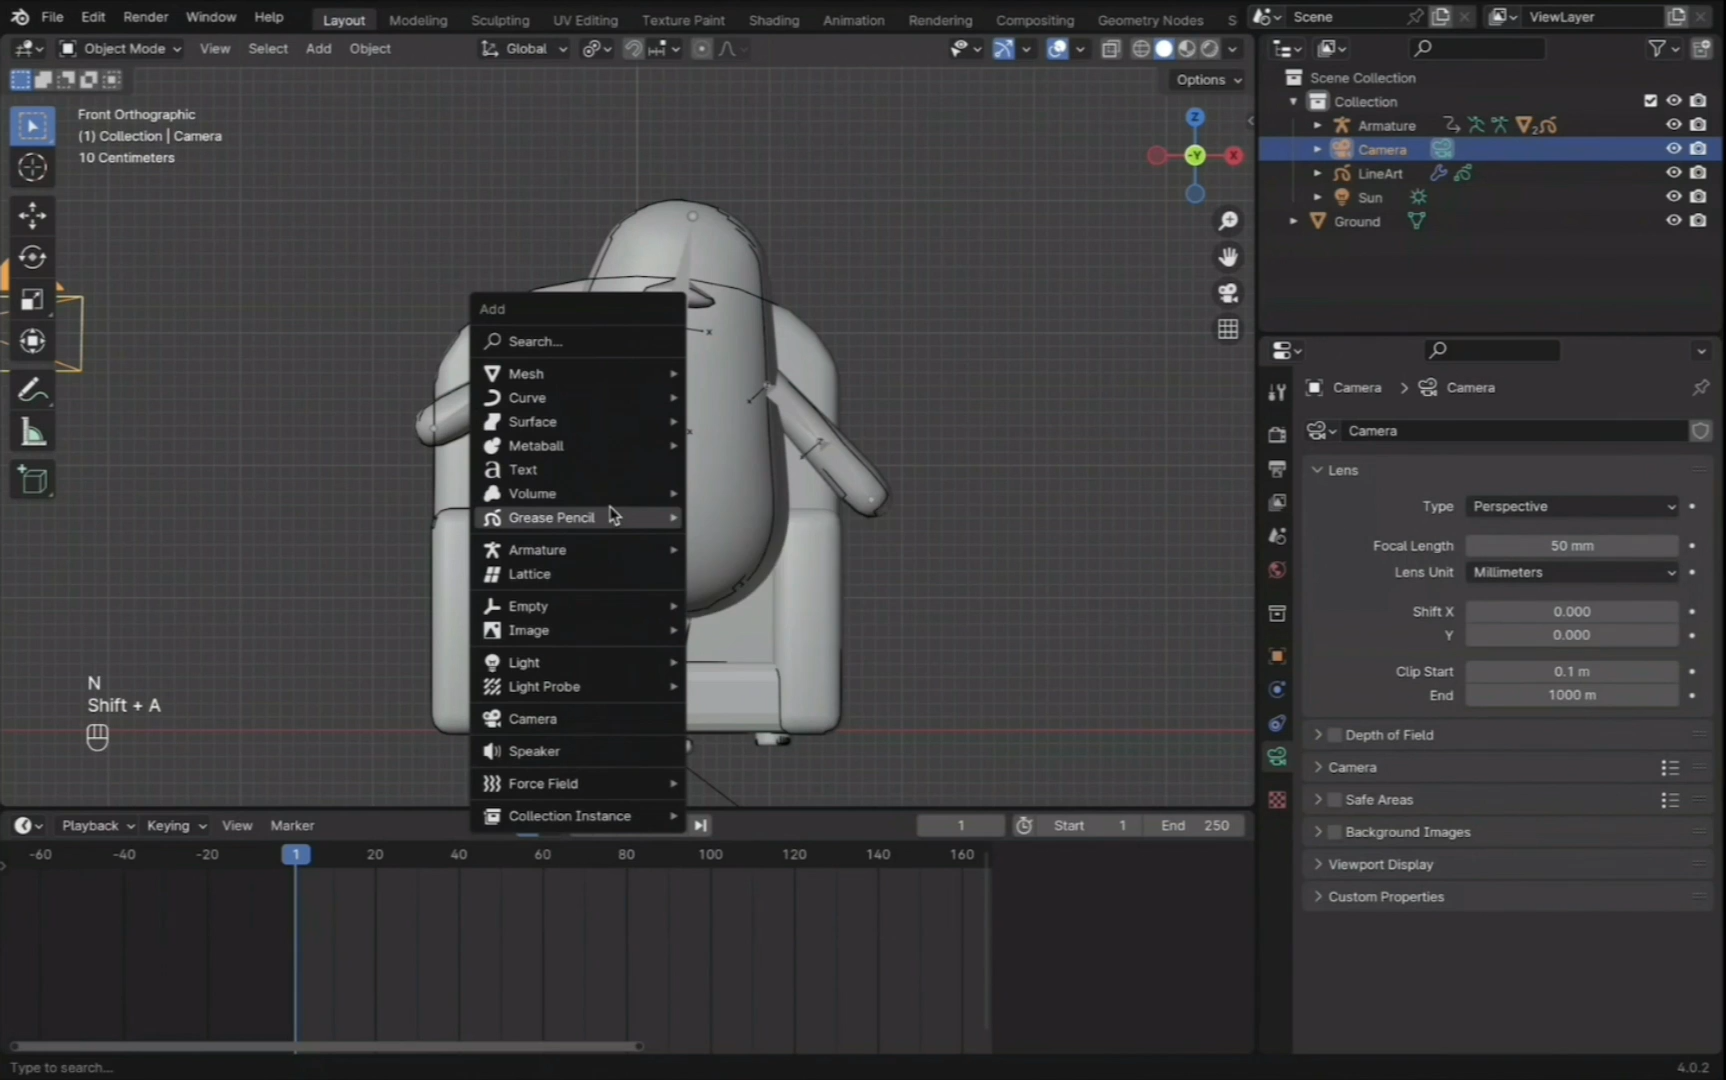 File Edit Render Window Help Layout Modeling Sculpting UV Editing Texture Paint Shading Animation Rendering Compositing Geometry Nodes S Scene ViewLayer
Object Mode View Select Add Object Global
Options
Front Orthographic
(1) Collection | Camera
10 Centimeters
Z
-Y X
Add
Search...
Mesh
Curve
Surface
Metaball
Text
Volume
Grease Pencil
Armature
Lattice
Empty
Image
Light
Light Probe
Camera
Speaker
Force Field
Collection Instance
N
Shift + A
Scene Collection
Collection
Armature 2
Camera
LineArt
Sun
Ground
Camera > Camera
Camera
Lens
Type Perspective
Focal Length 50 mm
Lens Unit Millimeters
Shift X 0.000
Y 0.000
Clip Start 0.1 m
End 1000 m
Depth of Field
Camera
Safe Areas
Background Images
Viewport Display
Custom Properties
Playback Keying View Marker 1 Start 1 End 250
-60 -40 -20 1 20 40 60 80 100 120 140 160
Type to search... 4.0.2